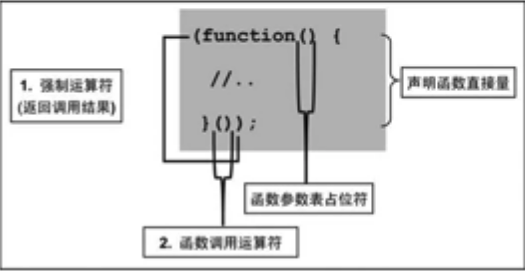 (function() {
1. 强制运算符
(返回调用结果)
//..
声明函数直接量
}());
函数参数表占位符
2. 函数调用运算符